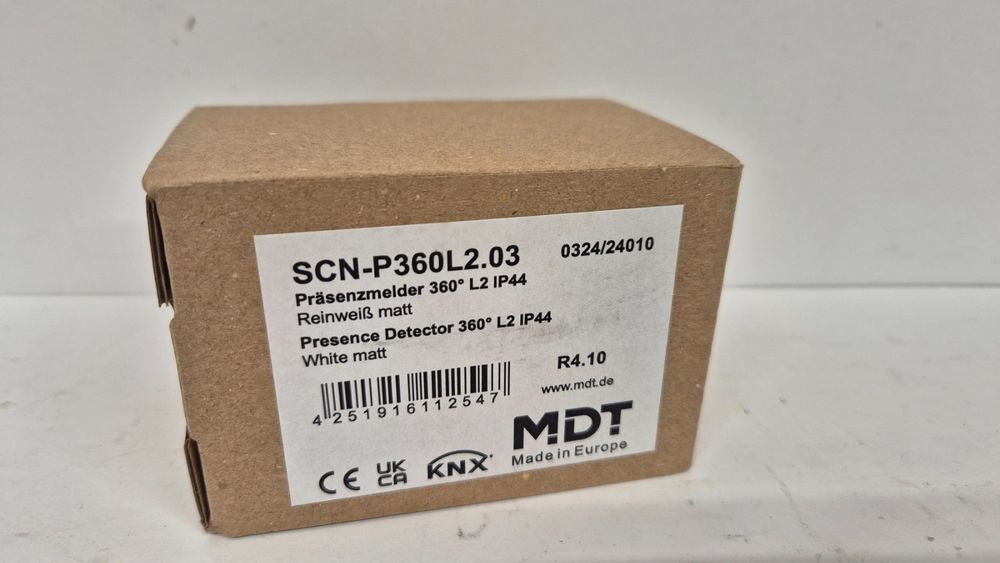 SCN-P360L2.03 0324/24010
Präsenzmelder 360° L2 IP44
Reinweiß matt
Presence Detector 360° L2 IP44
White matt
R4.10
www.mdt.de
4 251916 112547
MDT
Made in Europe
CE UK CA KNX